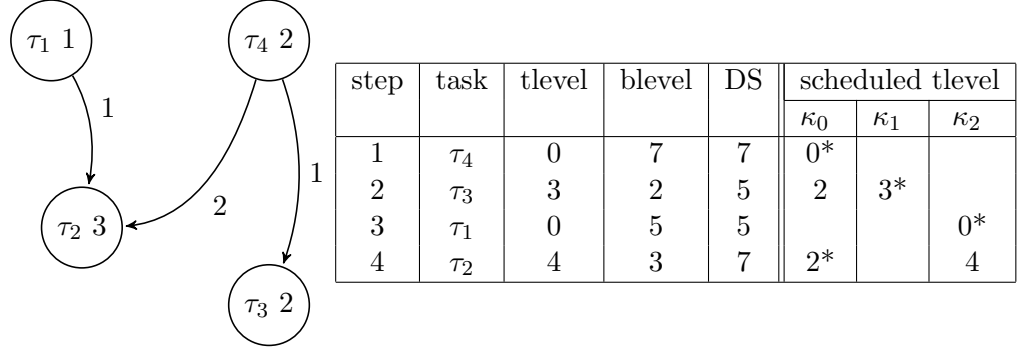 τ₁ 1
τ₄ 2
1
1
2
τ₂ 3
τ₃ 2
step task tlevel blevel DS scheduled tlevel
κ₀ κ₁ κ₂
1 τ₄ 0 7 7 0*
2 τ₃ 3 2 5 2 3*
3 τ₁ 0 5 5 0*
4 τ₂ 4 3 7 2* 4